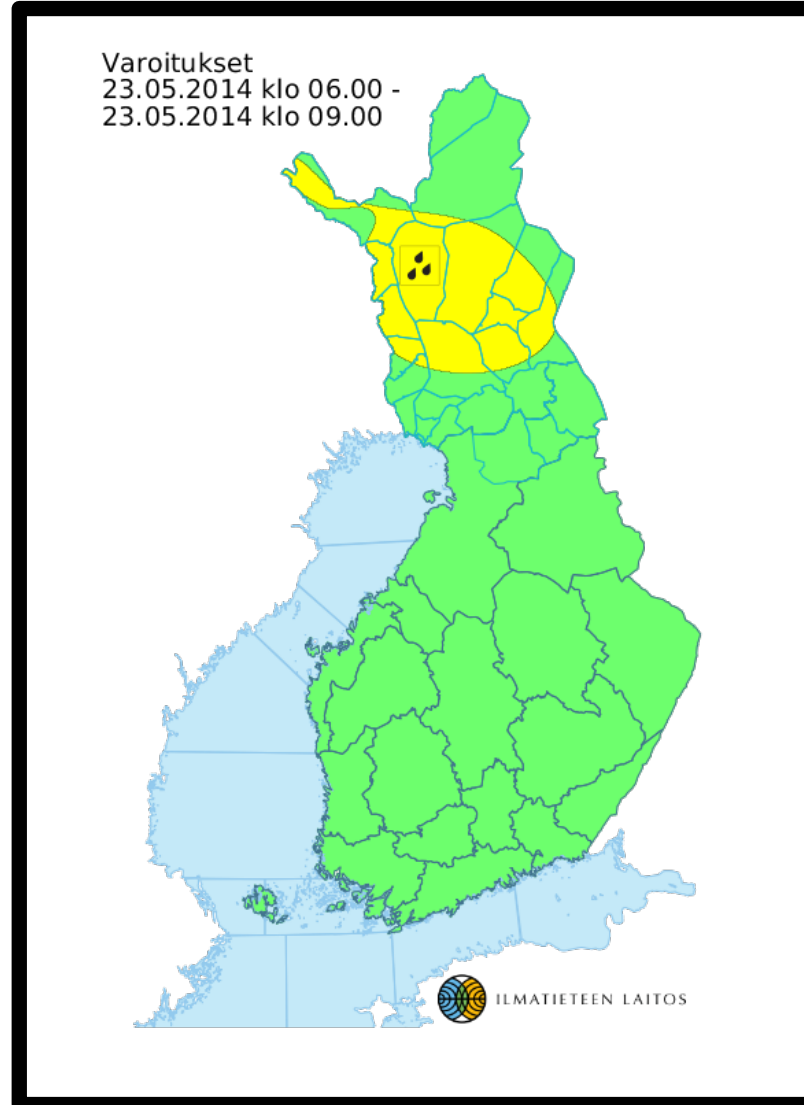 Varoitukset
23.05.2014 klo 06.00 -
23.05.2014 klo 09.00
ILMATIETEEN LAITOS